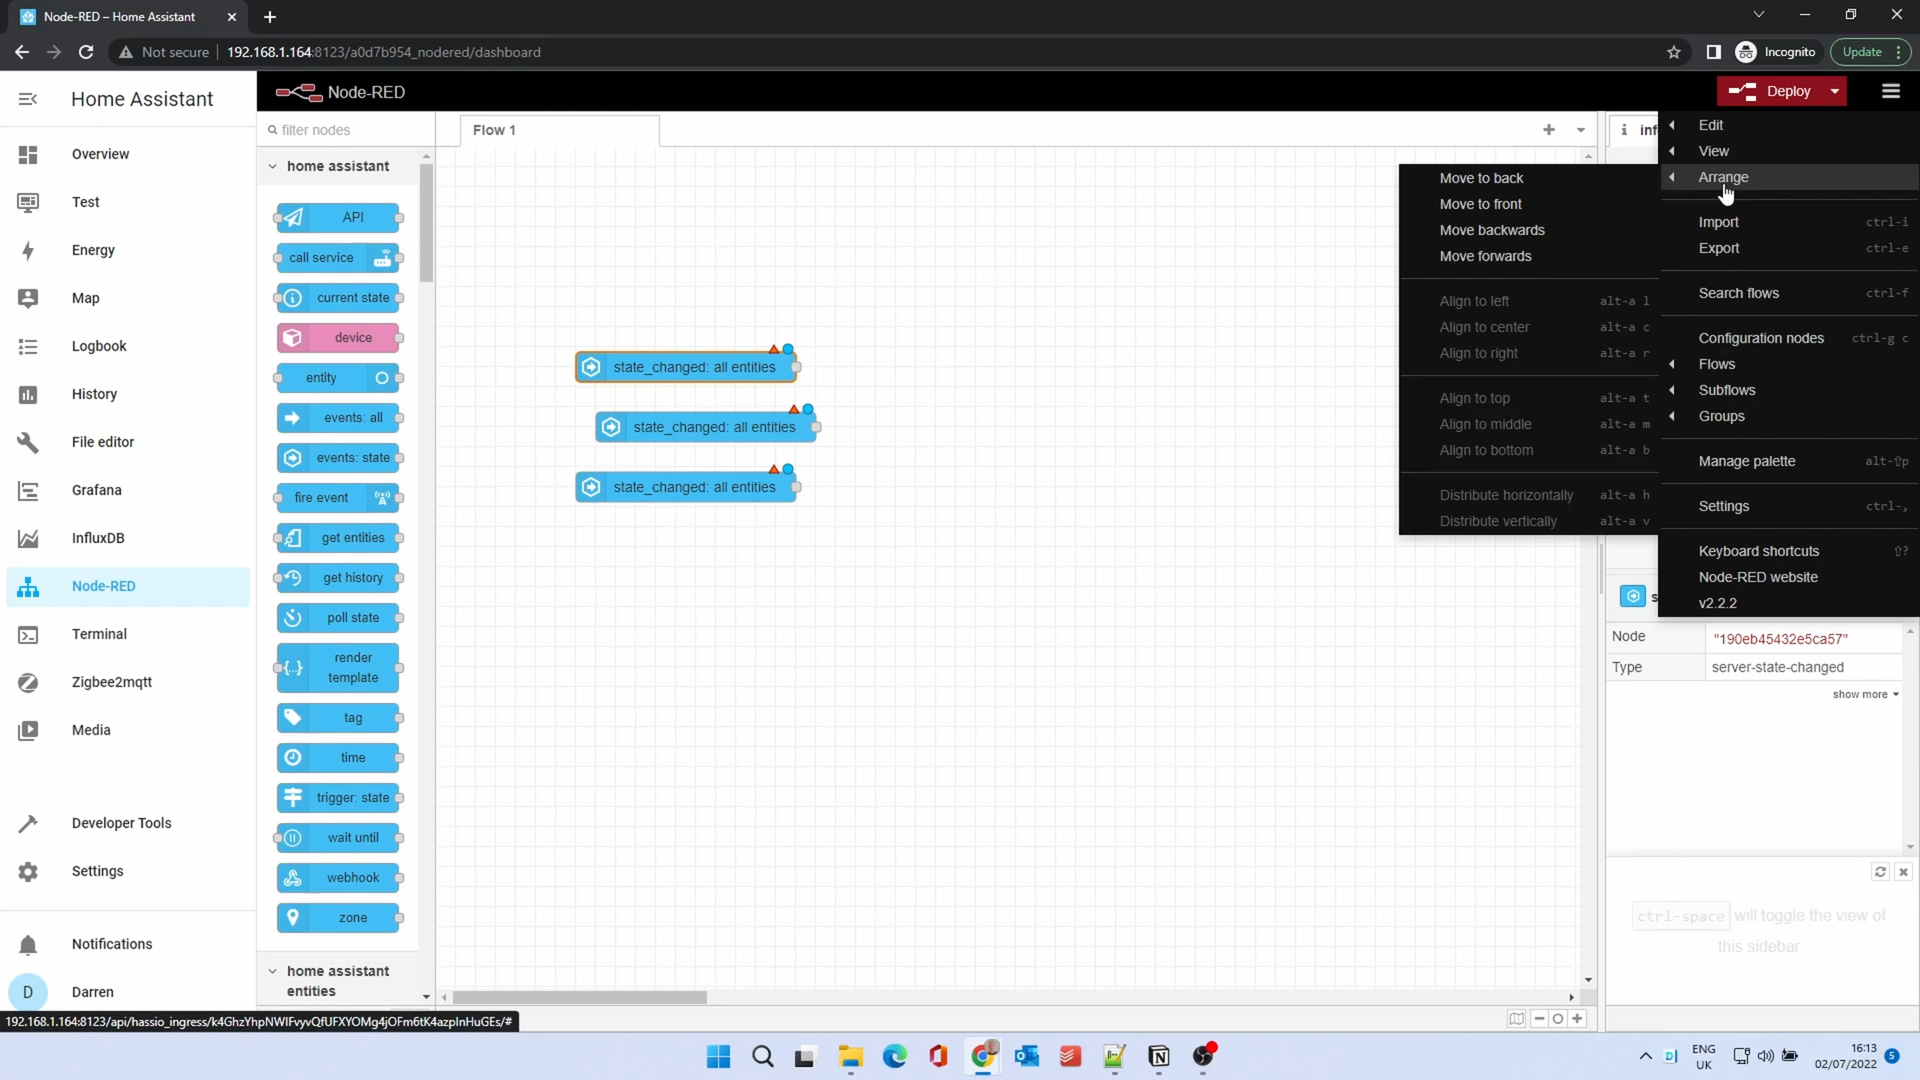 Node-RED – Home Assistant
Not secure
192.168.1.164:8123/a0d7b954_nodered/dashboard
Incognito
Update
Home Assistant
Overview
Test
Energy
Map
Logbook
History
File editor
Grafana
InfluxDB
Node-RED
Terminal
Zigbee2mqtt
Media
Developer Tools
Settings
Notifications
D
Darren
Node-RED
Deploy
filter nodes
home assistant
API
call service
current state
device
entity
events: all
events: state
fire event
get entities
get history
poll state
render
template
tag
time
trigger: state
wait until
webhook
zone
home assistant
entities
Flow 1
state_changed: all entities
state_changed: all entities
state_changed: all entities
Move to back
Move to front
Move backwards
Move forwards
Align to left alt-a l
Align to center alt-a c
Align to right alt-a r
Align to top alt-a t
Align to middle alt-a m
Align to bottom alt-a b
Distribute horizontally alt-a h
Distribute vertically alt-a v
i inf
Edit
View
Arrange
Import ctrl-i
Export ctrl-e
Search flows ctrl-f
Configuration nodes ctrl-g c
Flows
Subflows
Groups
Manage palette alt-⇧p
Settings ctrl-,
Keyboard shortcuts ⇧?
Node-RED website
v2.2.2
s
Node "190eb45432e5ca57"
Type server-state-changed
show more
ctrl-space will toggle the view of
this sidebar
192.168.1.164:8123/api/hassio_ingress/k4GhzYhpNWIFvyvQfUFXYOMg4jOFm6tK4azpInHuGEs/#
D
ENG
UK
16:13
02/07/2022
5